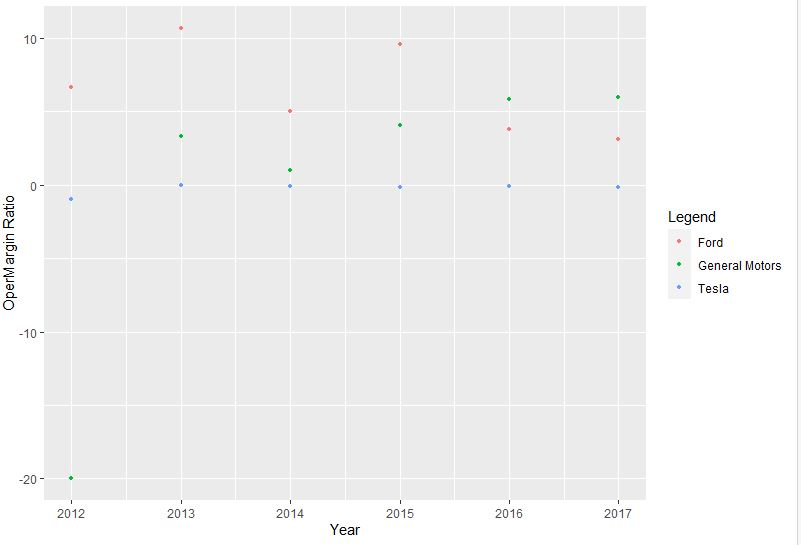 10
0
-10
-20
OperMargin Ratio
2012 2013 2014 2015 2016 2017
Year
Legend
Ford
General Motors
Tesla